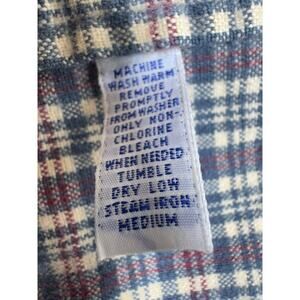 MACHINE
WASH WARM
REMOVE
PROMPTLY
FROM WASHER
ONLY NON-
CHLORINE
BLEACH
WHEN NEEDED
TUMBLE
DRY LOW
STEAM IRON
MEDIUM